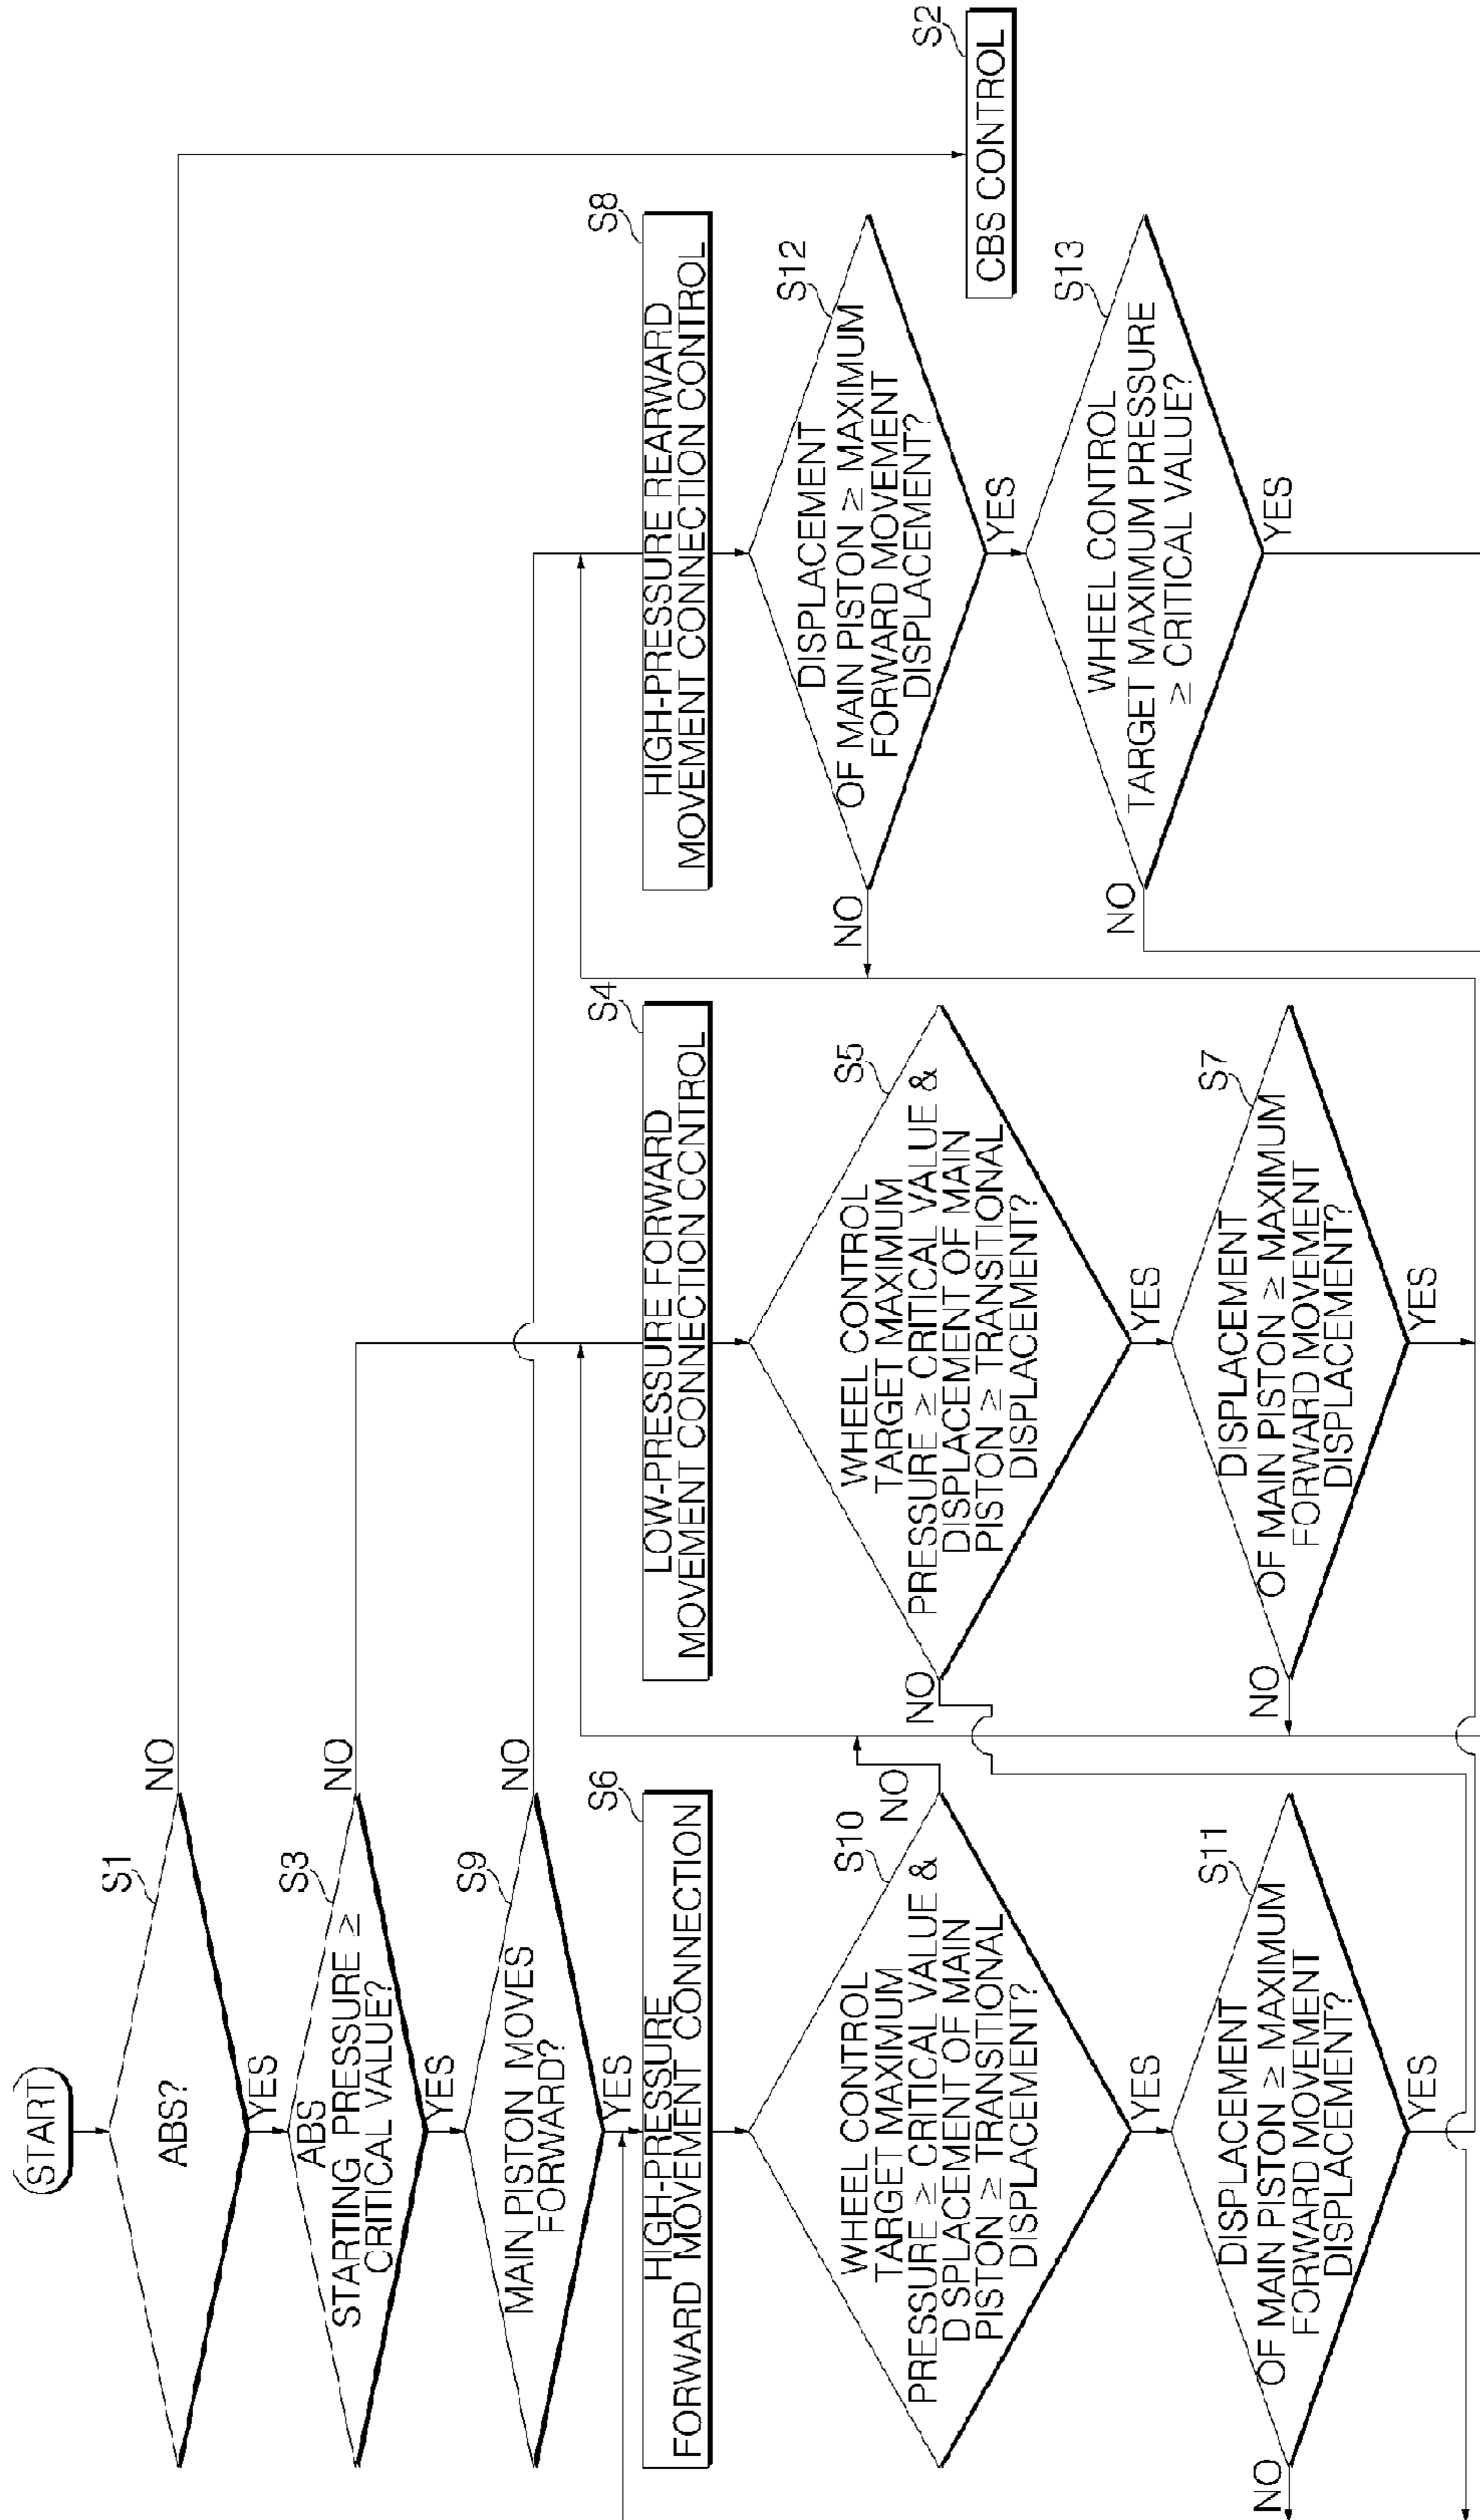 START
S1
ABS?
NO
YES
S3
ABS
STARTING PRESSURE ≥
CRITICAL VALUE?
NO
YES
S9
MAIN PISTON MOVES
FORWARD?
NO
YES
S6
HIGH-PRESSURE
FORWARD MOVEMENT CONNECTION
S10
WHEEL CONTROL
TARGET MAXIMUM
PRESSURE ≥ CRITICAL VALUE &
DISPLACEMENT OF MAIN
PISTON ≥ TRANSITIONAL
DISPLACEMENT?
NO
YES
S11
DISPLACEMENT
OF MAIN PISTON ≥ MAXIMUM
FORWARD MOVEMENT
DISPLACEMENT?
NO
YES
S4
LOW-PRESSURE FORWARD
MOVEMENT CONNECTION CONTROL
S5
WHEEL CONTROL
TARGET MAXIMUM
PRESSURE ≥ CRITICAL VALUE &
DISPLACEMENT OF MAIN
PISTON ≥ TRANSITIONAL
DISPLACEMENT?
NO
YES
S7
DISPLACEMENT
OF MAIN PISTON ≥ MAXIMUM
FORWARD MOVEMENT
DISPLACEMENT?
NO
YES
S8
HIGH-PRESSURE REARWARD
MOVEMENT CONNECTION CONTROL
S12
DISPLACEMENT
OF MAIN PISTON ≥ MAXIMUM
FORWARD MOVEMENT
DISPLACEMENT?
NO
YES
S13
WHEEL CONTROL
TARGET MAXIMUM PRESSURE
≥ CRITICAL VALUE?
NO
YES
S2
CBS CONTROL